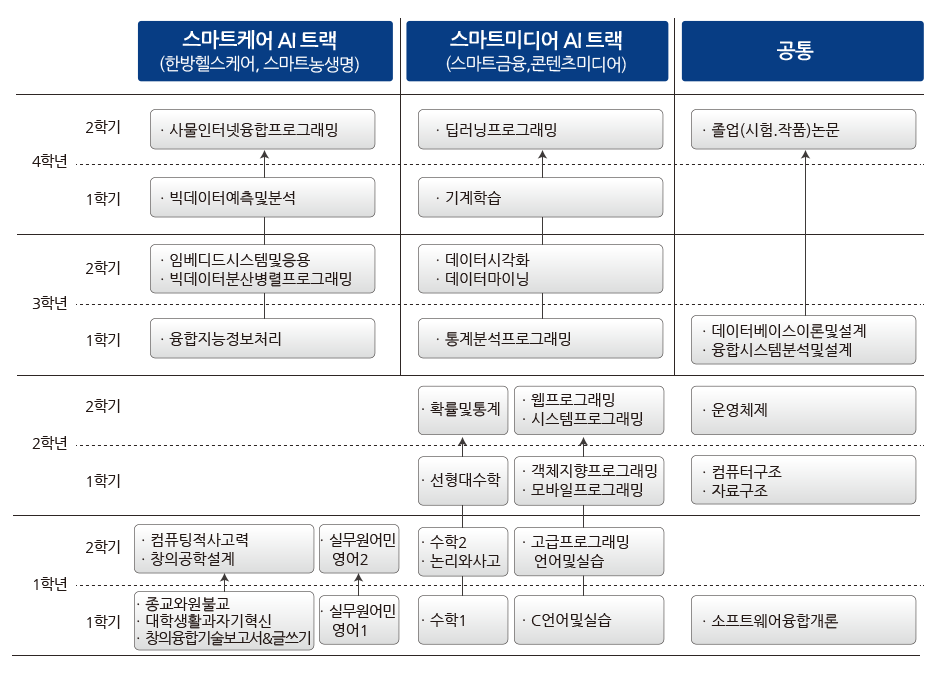 스마트케어 AI 트랙
(한방헬스케어, 스마트농생명)
스마트미디어 AI 트랙
(스마트금융,콘텐츠미디어)
공통
4학년
2학기
· 사물인터넷융합프로그래밍
· 딥러닝프로그래밍
· 졸업(시험.작품)논문
1학기
· 빅데이터예측및분석
· 기계학습
3학년
2학기
· 임베디드시스템및응용
· 빅데이터분산병렬프로그래밍
· 데이터시각화
· 데이터마이닝
1학기
· 융합지능정보처리
· 통계분석프로그래밍
· 데이터베이스이론및설계
· 융합시스템분석및설계
2학년
2학기
· 확률및통계
· 웹프로그래밍
· 시스템프로그래밍
· 운영체제
1학기
· 선형대수학
· 객체지향프로그래밍
· 모바일프로그래밍
· 컴퓨터구조
· 자료구조
1학년
2학기
· 컴퓨팅적사고력
· 창의공학설계
· 실무원어민
영어2
· 수학2
· 논리와사고
· 고급프로그래밍
언어및실습
1학기
· 종교와원불교
· 대학생활과자기혁신
· 창의융합기술보고서&글쓰기
· 실무원어민
영어1
· 수학1
· C언어및실습
· 소프트웨어융합개론